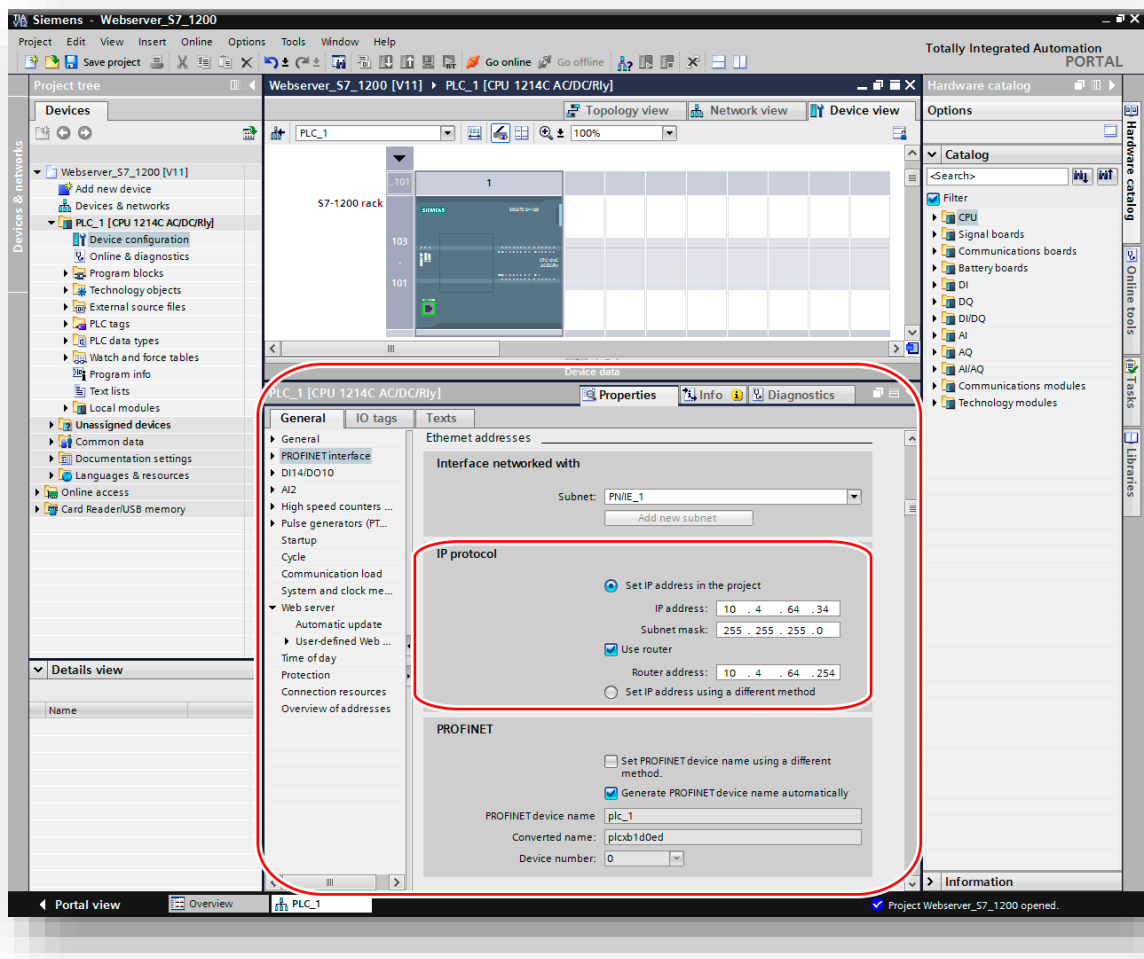 Siemens - Webserver_S7_1200
Project Edit View Insert Online Options Tools Window Help
Totally Integrated Automation
PORTAL
Save project
Go online
Go offline
Project tree
Webserver_S7_1200 [V11]
PLC_1 [CPU 1214C AC/DC/Rly]
Hardware catalog
Devices
Topology view
Network view
Device view
Options
PLC_1
100%
Devices & networks
Webserver_S7_1200 [V11]
Add new device
Devices & networks
PLC_1 [CPU 1214C AC/DC/Rly]
Device configuration
Online & diagnostics
Program blocks
Technology objects
External source files
PLC tags
PLC data types
Watch and force tables
Program info
Text lists
Local modules
Unassigned devices
Common data
Documentation settings
Languages & resources
Online access
Card Reader/USB memory
Details view
Name
S7-1200 rack
101
1
SIEMENS
103
101
Device data
PLC_1 [CPU 1214C AC/DC/Rly]
Properties
Info
Diagnostics
General
IO tags
Texts
General
PROFINET interface
DI14/DO10
AI2
High speed counters ...
Pulse generators (PT...
Startup
Cycle
Communication load
System and clock me...
Web server
Automatic update
User-defined Web ...
Time of day
Protection
Connection resources
Overview of addresses
Ethernet addresses
Interface networked with
Subnet: PN/IE_1
Add new subnet
IP protocol
Set IP address in the project
IP address: 10 . 4 . 64 . 34
Subnet mask: 255 . 255 . 255 . 0
Use router
Router address: 10 . 4 . 64 . 254
Set IP address using a different method
PROFINET
Set PROFINET device name using a different
method.
Generate PROFINET device name automatically
PROFINET device name plc_1
Converted name: plcxb1d0ed
Device number: 0
Catalog
<Search>
Filter
CPU
Signal boards
Communications boards
Battery boards
DI
DQ
DI/DQ
AI
AQ
AI/AQ
Communications modules
Technology modules
Information
Hardware catalog
Online tools
Tasks
Libraries
Portal view
Overview
PLC_1
Project Webserver_S7_1200 opened.